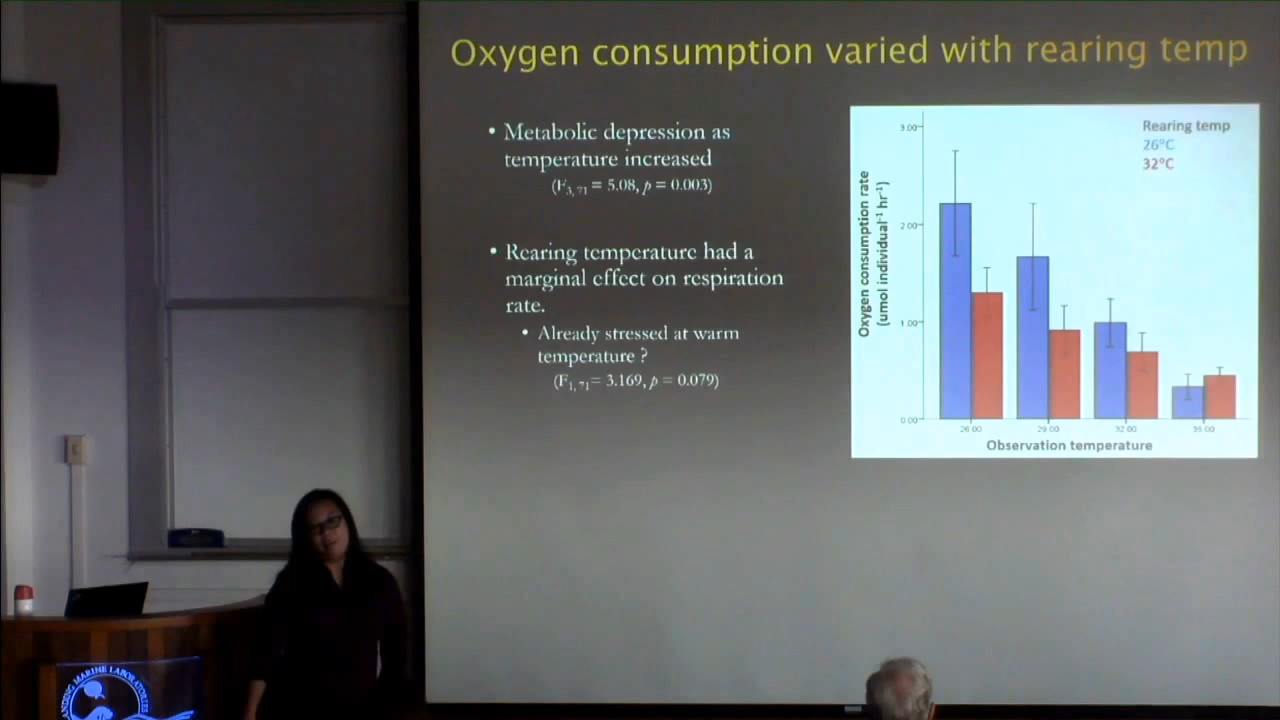 Oxygen consumption varied with rearing temp
• Metabolic depression as
temperature increased
(F3, 71 = 5.08, p = 0.003)
• Rearing temperature had a
marginal effect on respiration
rate.
• Already stressed at warm
temperature ?
(F1, 71= 3.169, p = 0.079)
Oxygen consumption rate
(umol individual-1 hr-1)
3.00
2.00
1.00
0.00
Rearing temp
26°C
32°C
26.00 29.00 32.00 35.00
Observation temperature
LANDING MARINE LABORATORIES